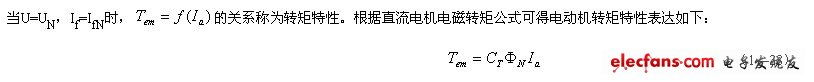 当U=U_N，I_f=I_fN时，T_em = f(I_a) 的关系称为转矩特性。根据直流电机电磁转矩公式可得电动机转矩特性表达如下：
T_em = C_T Φ_N I_a
elecfans.com 电子发烧友